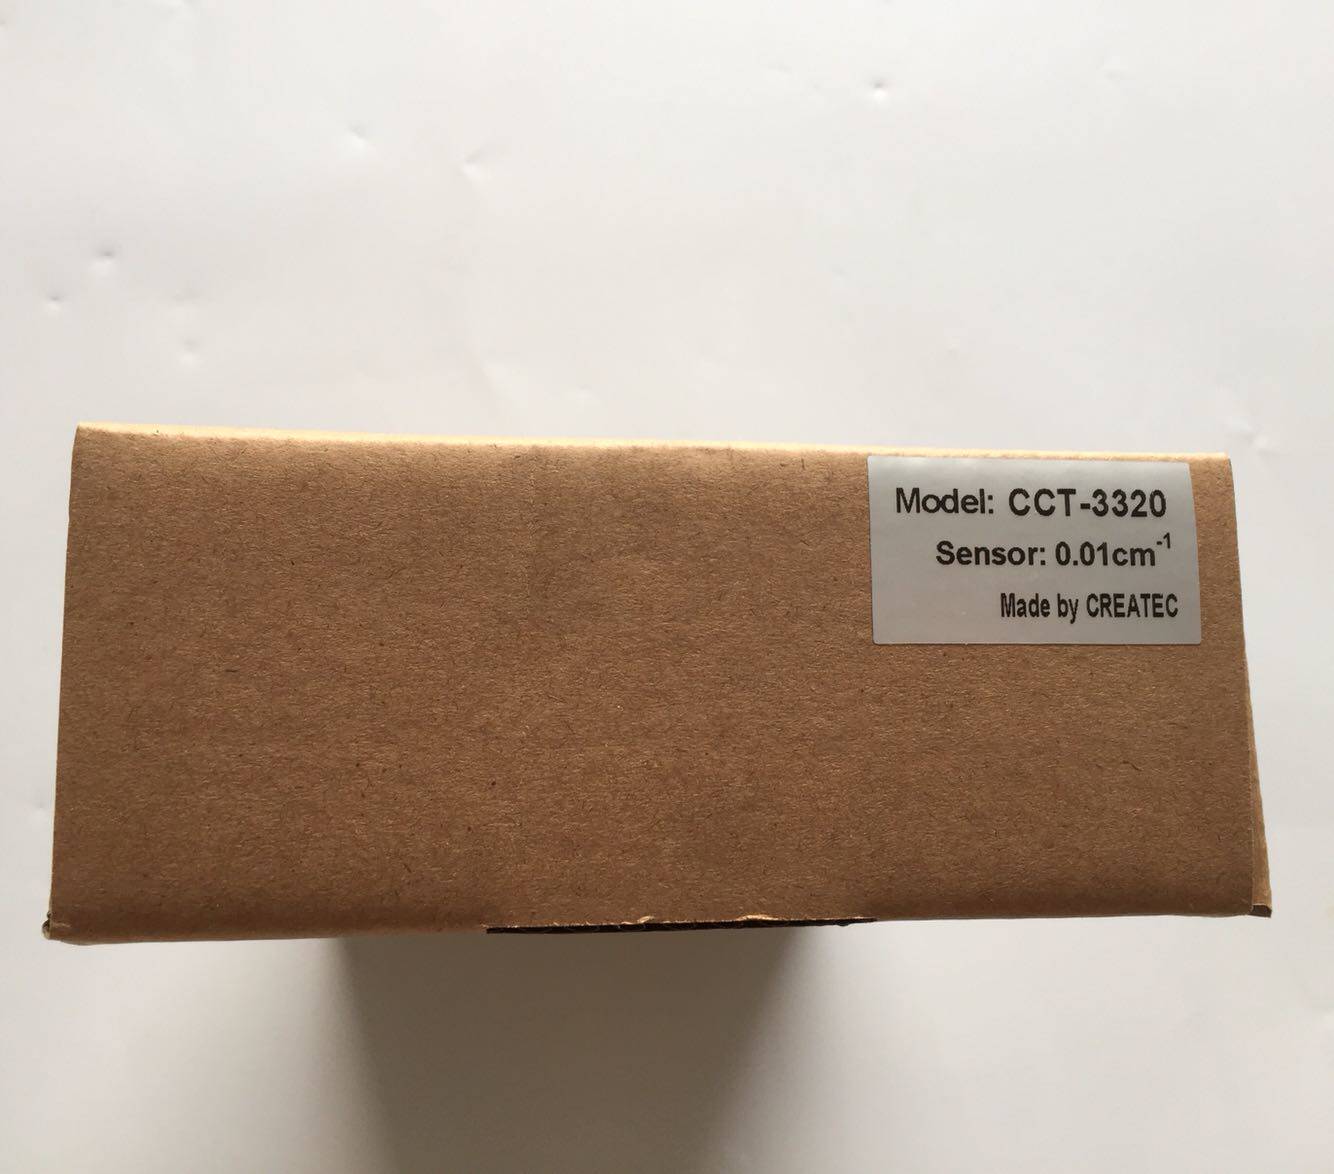 Model: CCT-3320
Sensor: 0.01cm⁻¹
Made by CREATEC